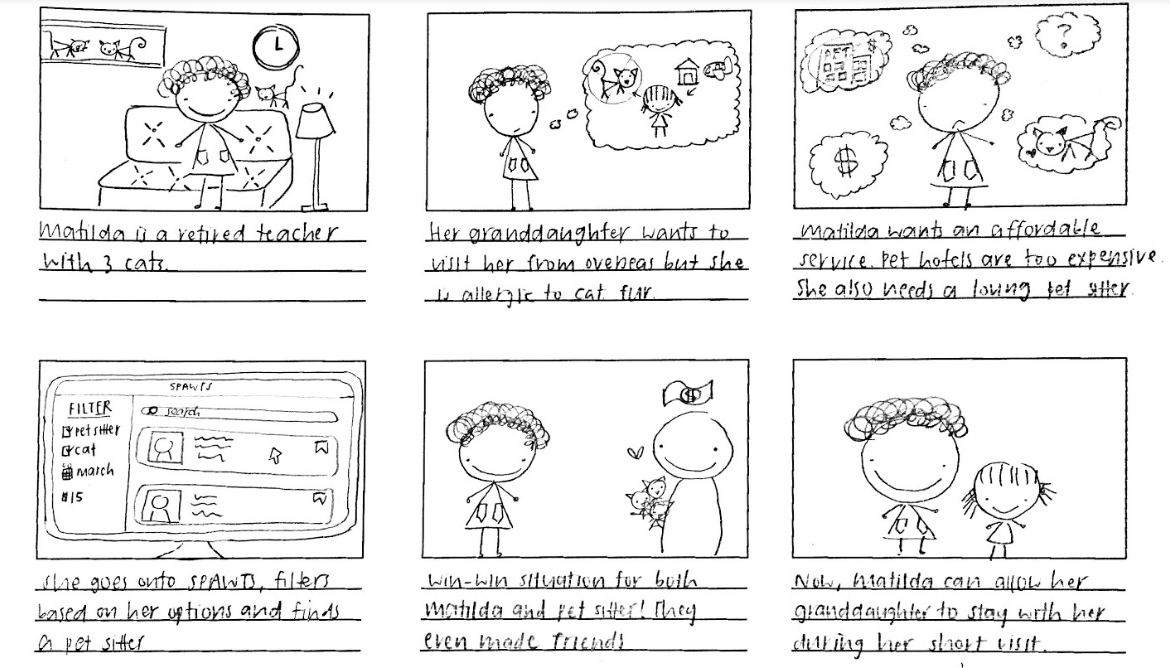 Matilda is a retired teacher
with 3 cats.
Her granddaughter wants to
visit her from overseas but she
is allergic to cat fur.
?
$
$
Matilda wants an affordable
service. Pet hotels are too expensive.
She also needs a loving pet sitter.
SPAWTS
FILTER
search
pet sitter
cat
march
$15
She goes onto SPAWTS, filters
based on her options and finds
a pet sitter
$
Win-win situation for both
Matilda and pet sitter! They
even made friends
Now, Matilda can allow her
granddaughter to stay with her
during her short visit.